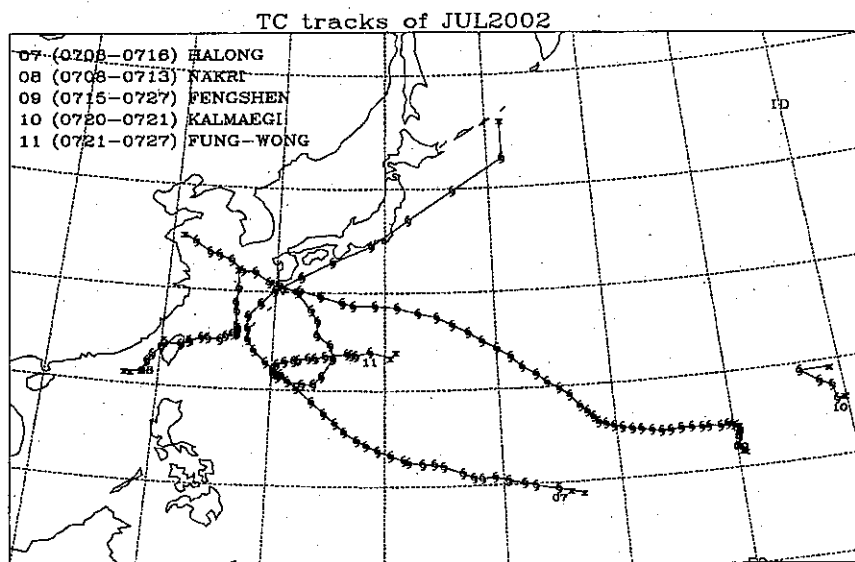 TC tracks of JUL2002
07 (0708-0716) HALONG
08 (0708-0713) NAKRI
09 (0715-0727) FENGSHEN
10 (0720-0721) KALMAEGI
11 (0721-0727) FUNG-WONG
11
10
07